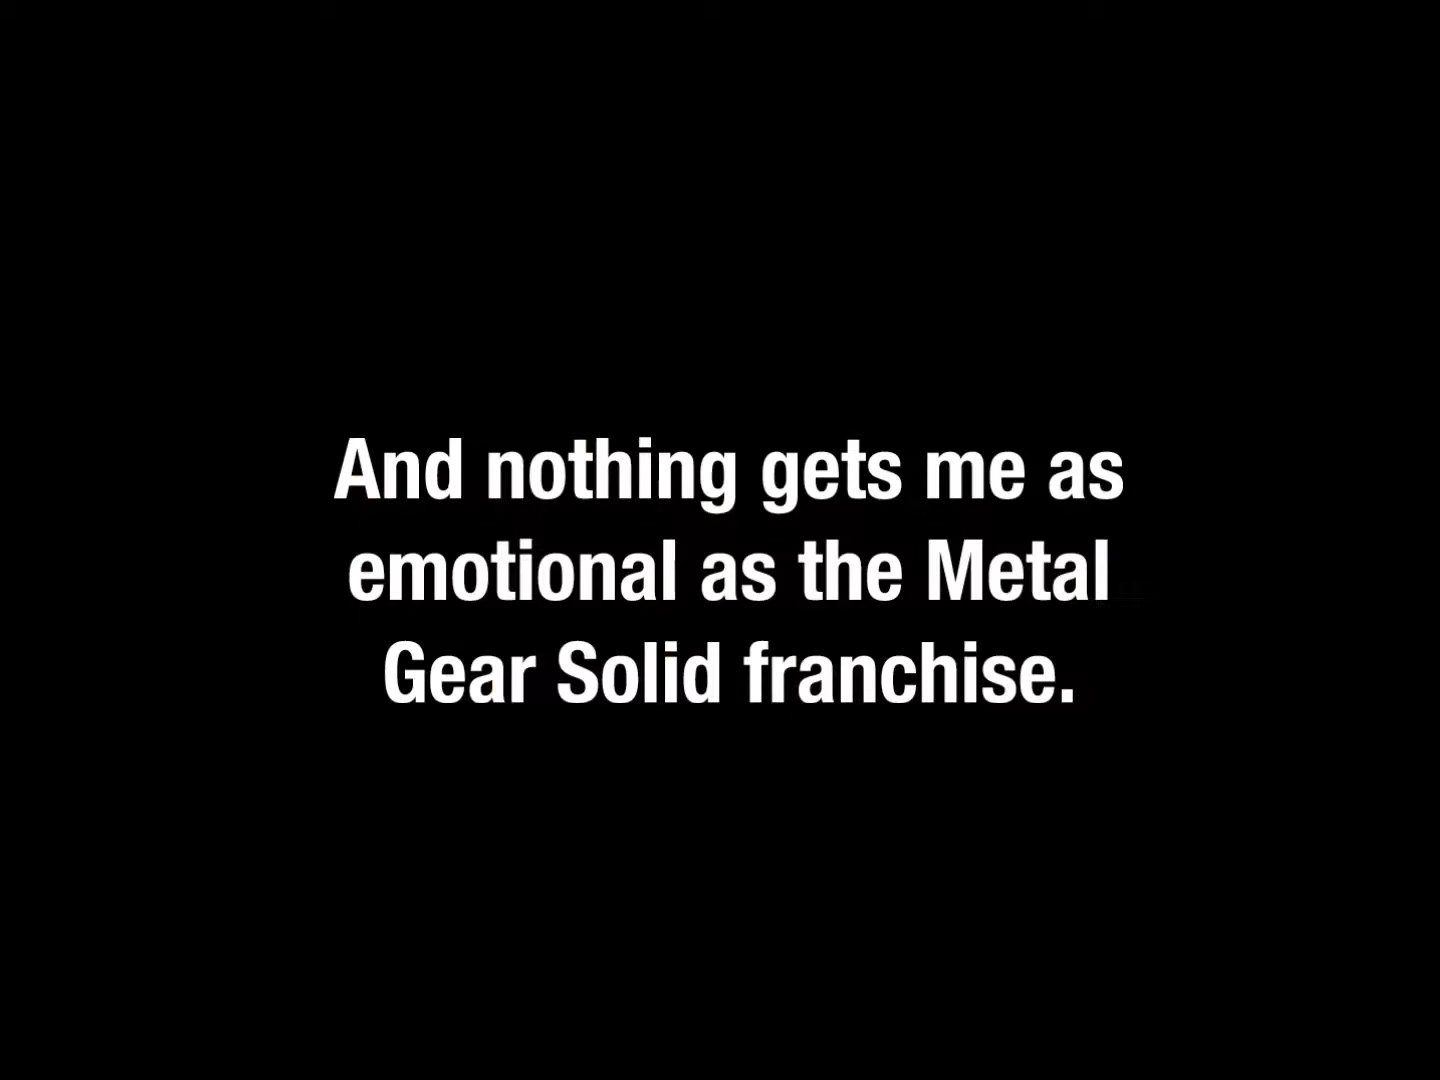 And nothing gets me as
emotional as the Metal
Gear Solid franchise.